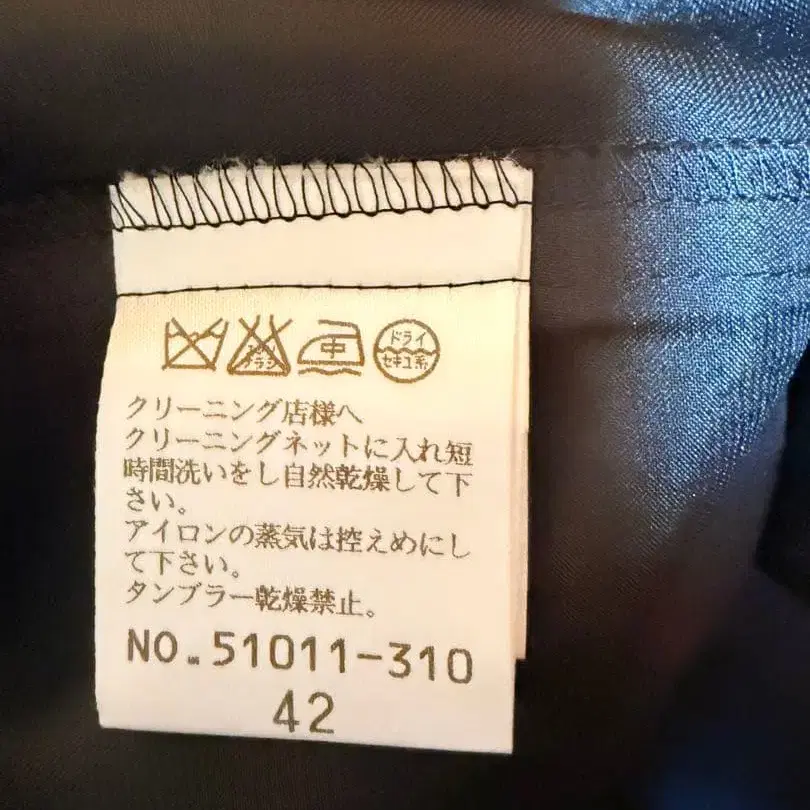 エンソ
サラシ
中
ドライ
セキユ系
クリーニング店様へ
クリーニングネットに入れ短
時間洗いをし自然乾燥して下
さい。
アイロンの蒸気は控えめにし
て下さい。
タンブラー乾燥禁止。
NO.51011-310
42